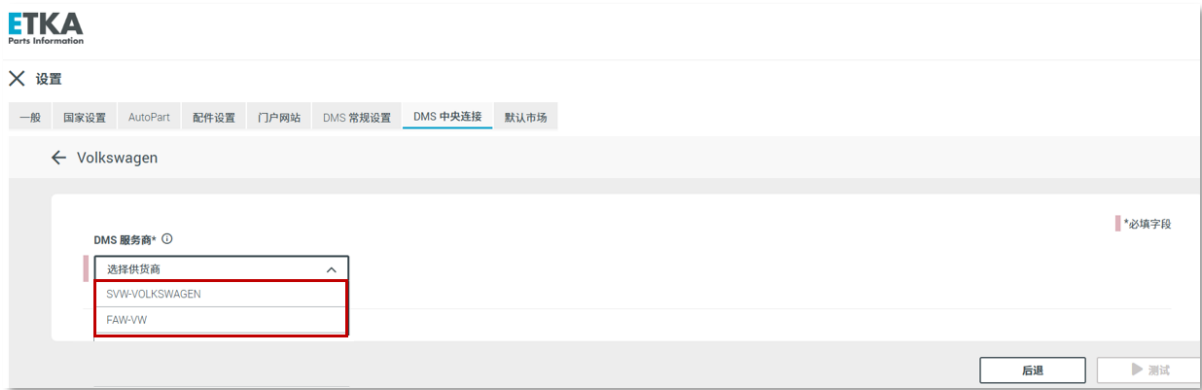 ETKA
Parts Information
设置
一般 国家设置 AutoPart 配件设置 门户网站 DMS 常规设置 DMS 中央连接 默认市场
Volkswagen
*必填字段
DMS 服务商*
选择供货商
SVW-VOLKSWAGEN
FAW-VW
后退 测试